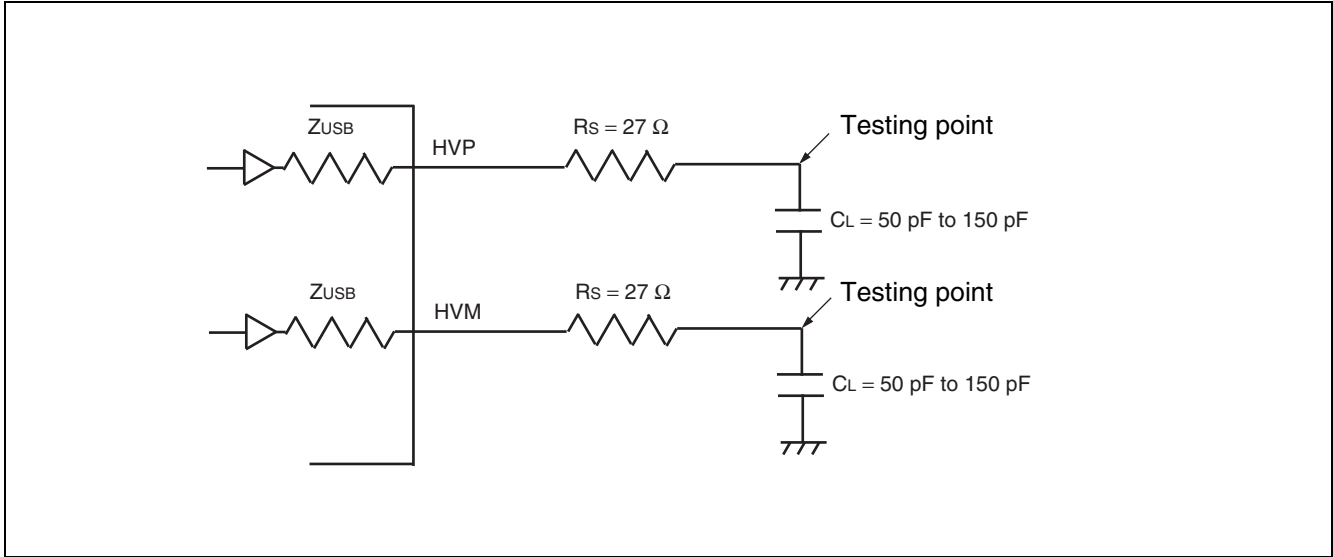 ZUSB
HVP
RS = 27 Ω
Testing point
CL = 50 pF to 150 pF
ZUSB
HVM
RS = 27 Ω
Testing point
CL = 50 pF to 150 pF